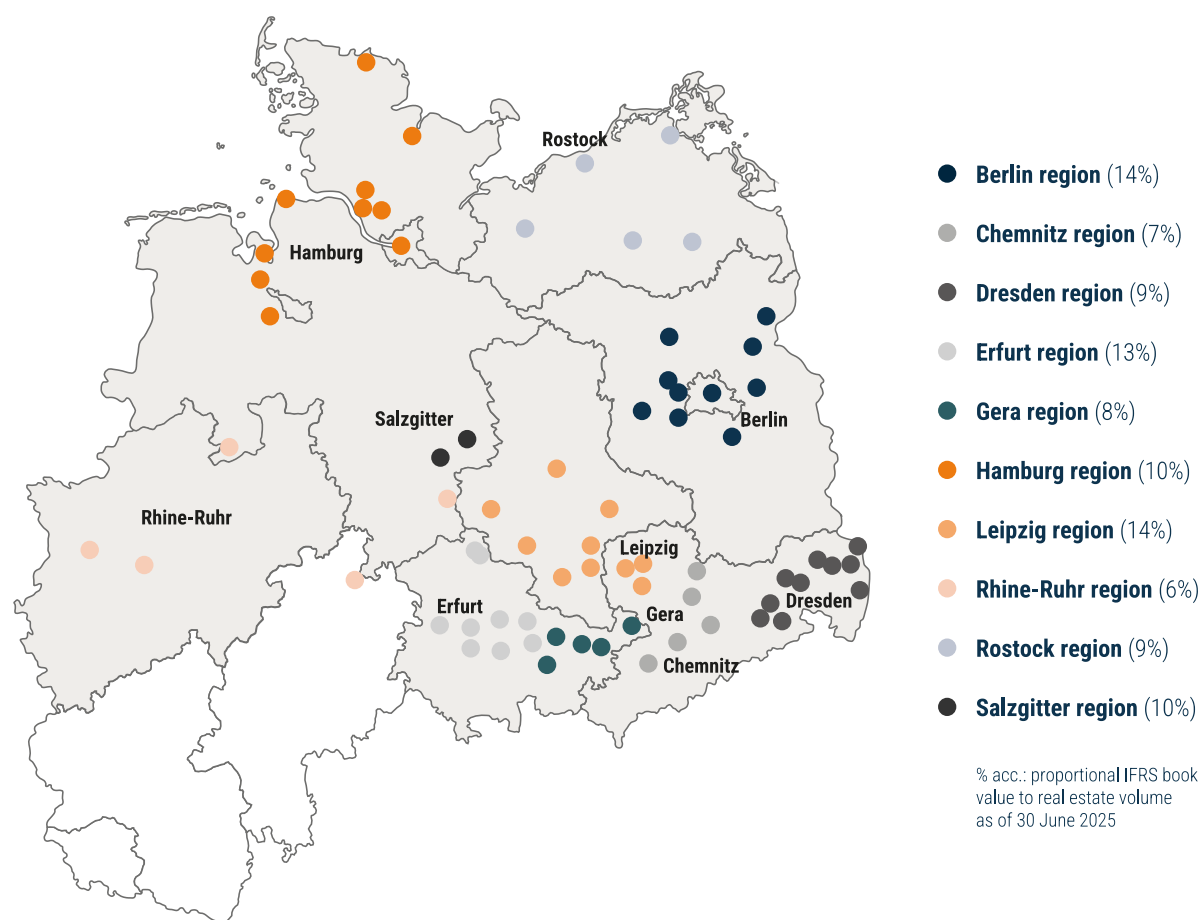 Rostock
Hamburg
Berlin
Salzgitter
Rhine-Ruhr
Leipzig
Erfurt
Gera
Dresden
Chemnitz
Berlin region (14%)
Chemnitz region (7%)
Dresden region (9%)
Erfurt region (13%)
Gera region (8%)
Hamburg region (10%)
Leipzig region (14%)
Rhine-Ruhr region (6%)
Rostock region (9%)
Salzgitter region (10%)
% acc.: proportional IFRS book
value to real estate volume
as of 30 June 2025